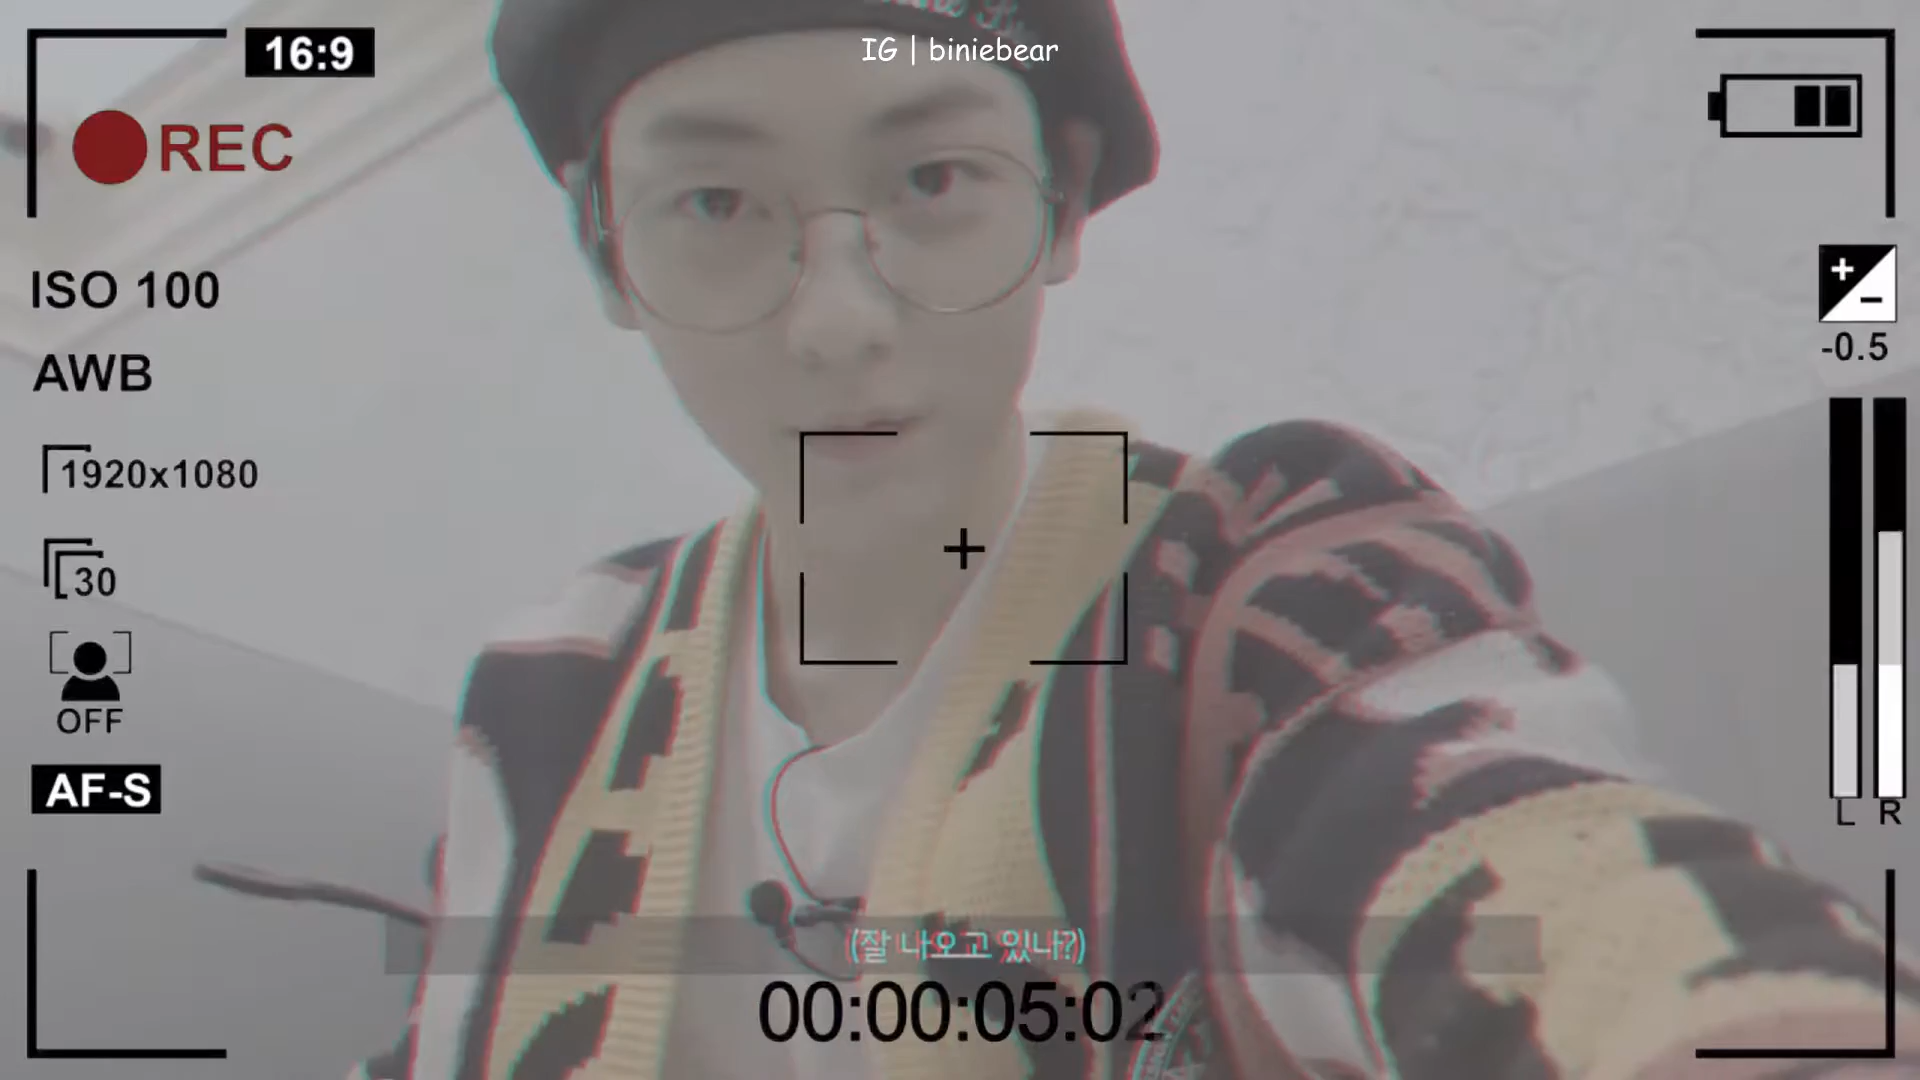 16:9
IG | biniebear
REC
ISO 100
+
-
-0.5
AWB
1920x1080
30
OFF
AF-S
L R
(잘 나오고 있나?)
00:00:05:02